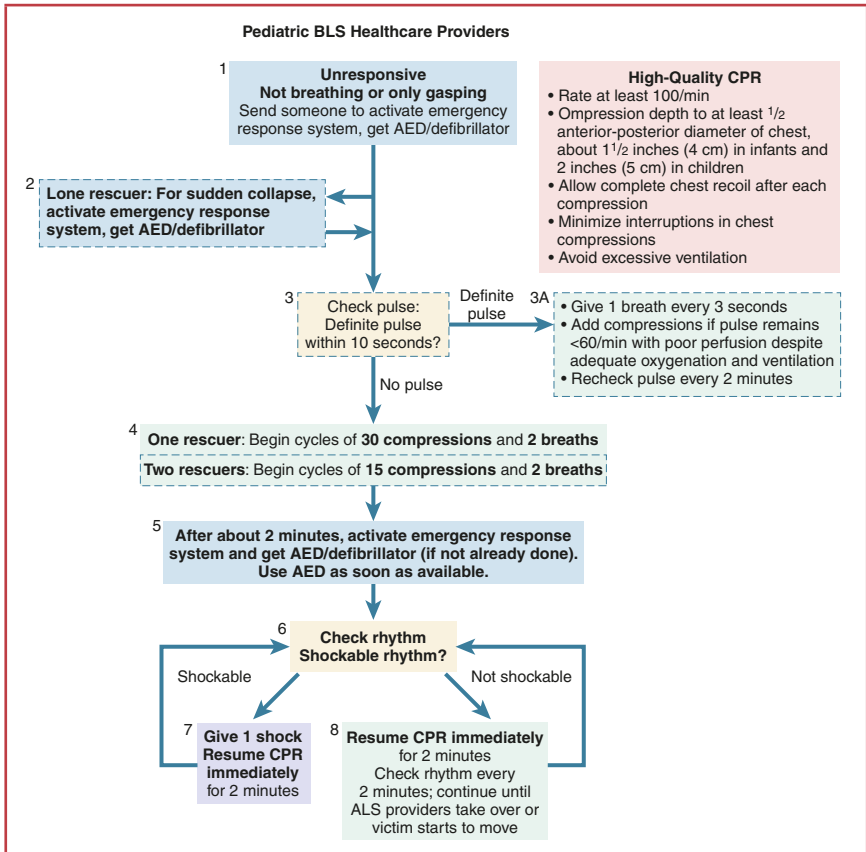 Pediatric BLS Healthcare Providers
1
Unresponsive
Not breathing or only gasping
Send someone to activate emergency
response system, get AED/defibrillator
High-Quality CPR
• Rate at least 100/min
• Ompression depth to at least 1/2
anterior-posterior diameter of chest,
about 1 1/2 inches (4 cm) in infants and
2 inches (5 cm) in children
• Allow complete chest recoil after each
compression
• Minimize interruptions in chest
compressions
• Avoid excessive ventilation
2
Lone rescuer: For sudden collapse,
activate emergency response
system, get AED/defibrillator
3
Check pulse:
Definite pulse
within 10 seconds?
Definite
pulse
3A
• Give 1 breath every 3 seconds
• Add compressions if pulse remains
<60/min with poor perfusion despite
adequate oxygenation and ventilation
• Recheck pulse every 2 minutes
No pulse
4
One rescuer: Begin cycles of 30 compressions and 2 breaths
Two rescuers: Begin cycles of 15 compressions and 2 breaths
5
After about 2 minutes, activate emergency response
system and get AED/defibrillator (if not already done).
Use AED as soon as available.
6
Check rhythm
Shockable rhythm?
Shockable
Not shockable
7
Give 1 shock
Resume CPR
immediately
for 2 minutes
8
Resume CPR immediately
for 2 minutes
Check rhythm every
2 minutes; continue until
ALS providers take over or
victim starts to move